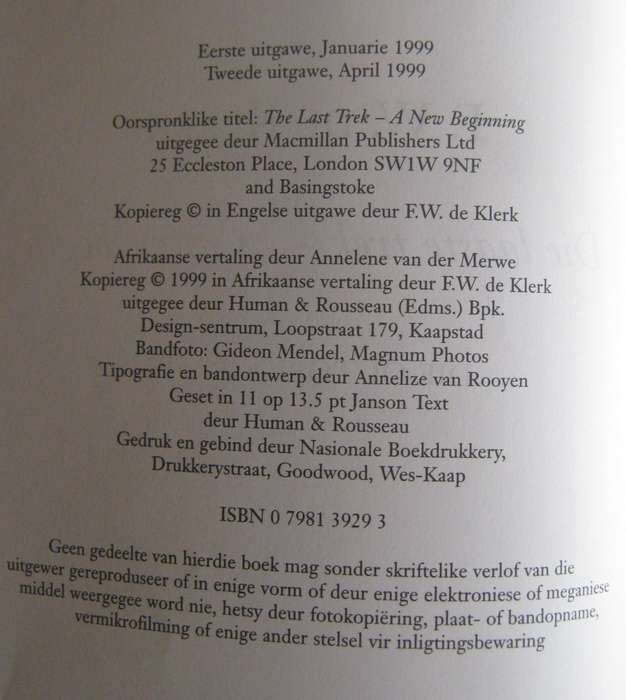 Eerste uitgawe, Januarie 1999
Tweede uitgawe, April 1999
Oorspronklike titel: The Last Trek – A New Beginning
uitgegee deur Macmillan Publishers Ltd
25 Eccleston Place, London SW1W 9NF
and Basingstoke
Kopiereg © in Engelse uitgawe deur F.W. de Klerk
Afrikaanse vertaling deur Annelene van der Merwe
Kopiereg © 1999 in Afrikaanse vertaling deur F.W. de Klerk
uitgegee deur Human & Rousseau (Edms.) Bpk.
Design-sentrum, Loopstraat 179, Kaapstad
Bandfoto: Gideon Mendel, Magnum Photos
Tipografie en bandontwerp deur Annelize van Rooyen
Geset in 11 op 13.5 pt Janson Text
deur Human & Rousseau
Gedruk en gebind deur Nasionale Boekdrukkery,
Drukkerystraat, Goodwood, Wes-Kaap
ISBN 0 7981 3929 3
Geen gedeelte van hierdie boek mag sonder skriftelike verlof van die
uitgewer gereproduseer of in enige vorm of deur enige elektroniese of meganiese
middel weergegee word nie, hetsy deur fotokopiëring, plaat- of bandopname,
vermikrofilming of enige ander stelsel vir inligtingsbewaring